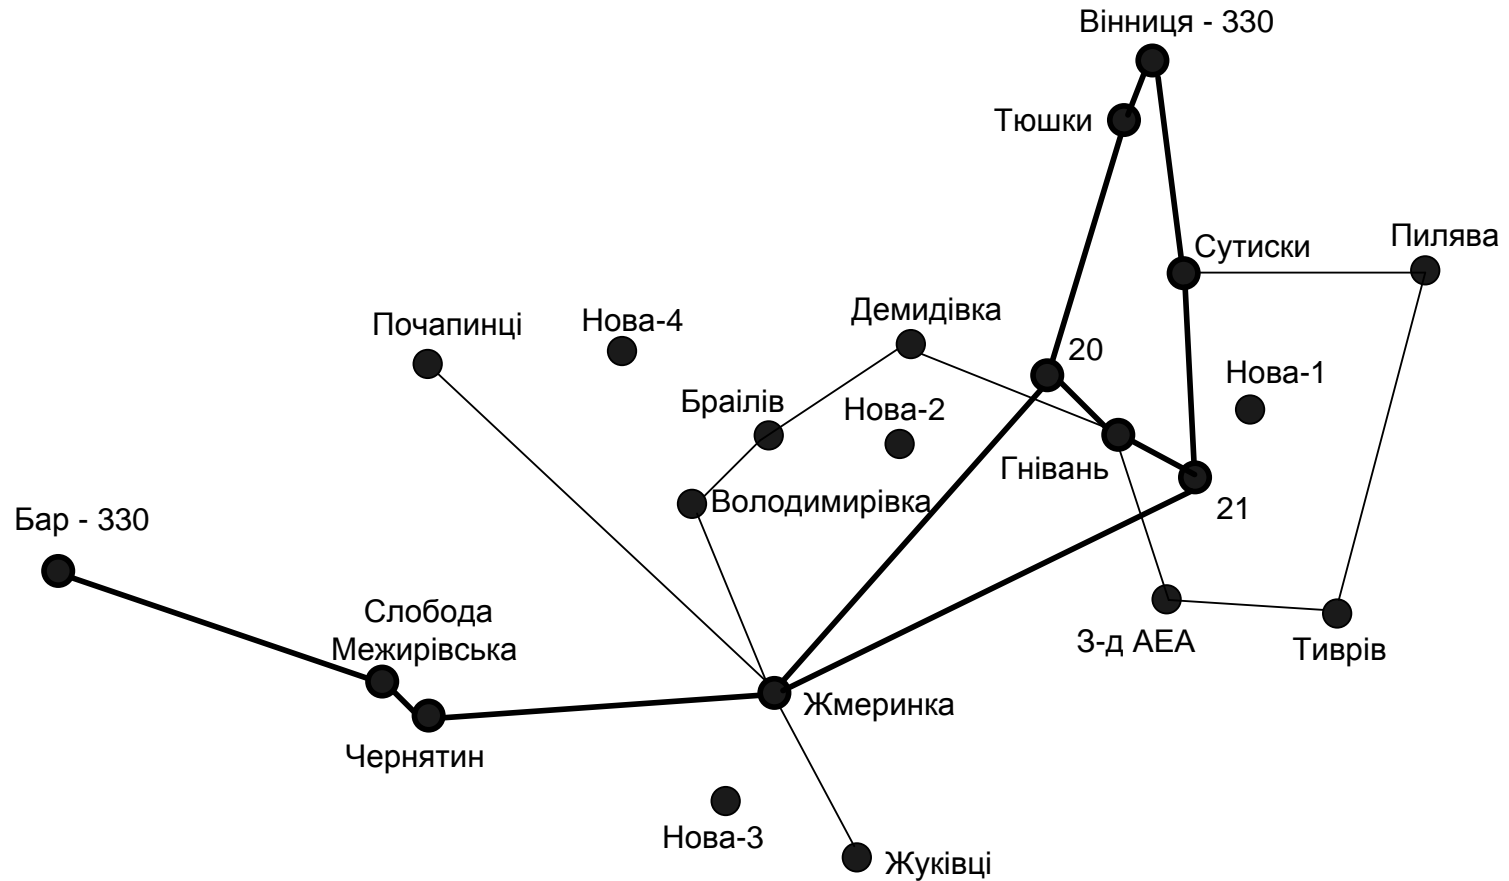 Вінниця - 330
Тюшки
Сутиски
Пилява
Демидівка
Почапинці
Нова-4
20
Нова-1
Браілів
Нова-2
Гнівань
Володимирівка
21
Бар - 330
Слобода
Межирівська
З-д АЕА
Тиврів
Жмеринка
Чернятин
Нова-3
Жуківці